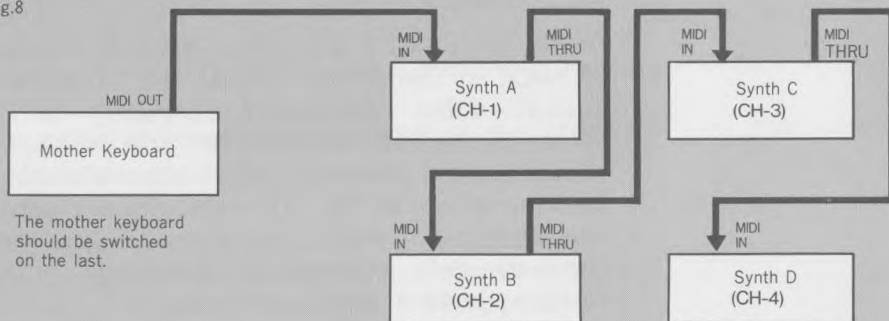 g.8
MIDI OUT
Mother Keyboard
The mother keyboard
should be switched
on the last.
MIDI
IN
MIDI
THRU
Synth A
(CH-1)
MIDI
IN
MIDI
THRU
Synth B
(CH-2)
MIDI
IN
MIDI
THRU
Synth C
(CH-3)
MIDI
IN
Synth D
(CH-4)